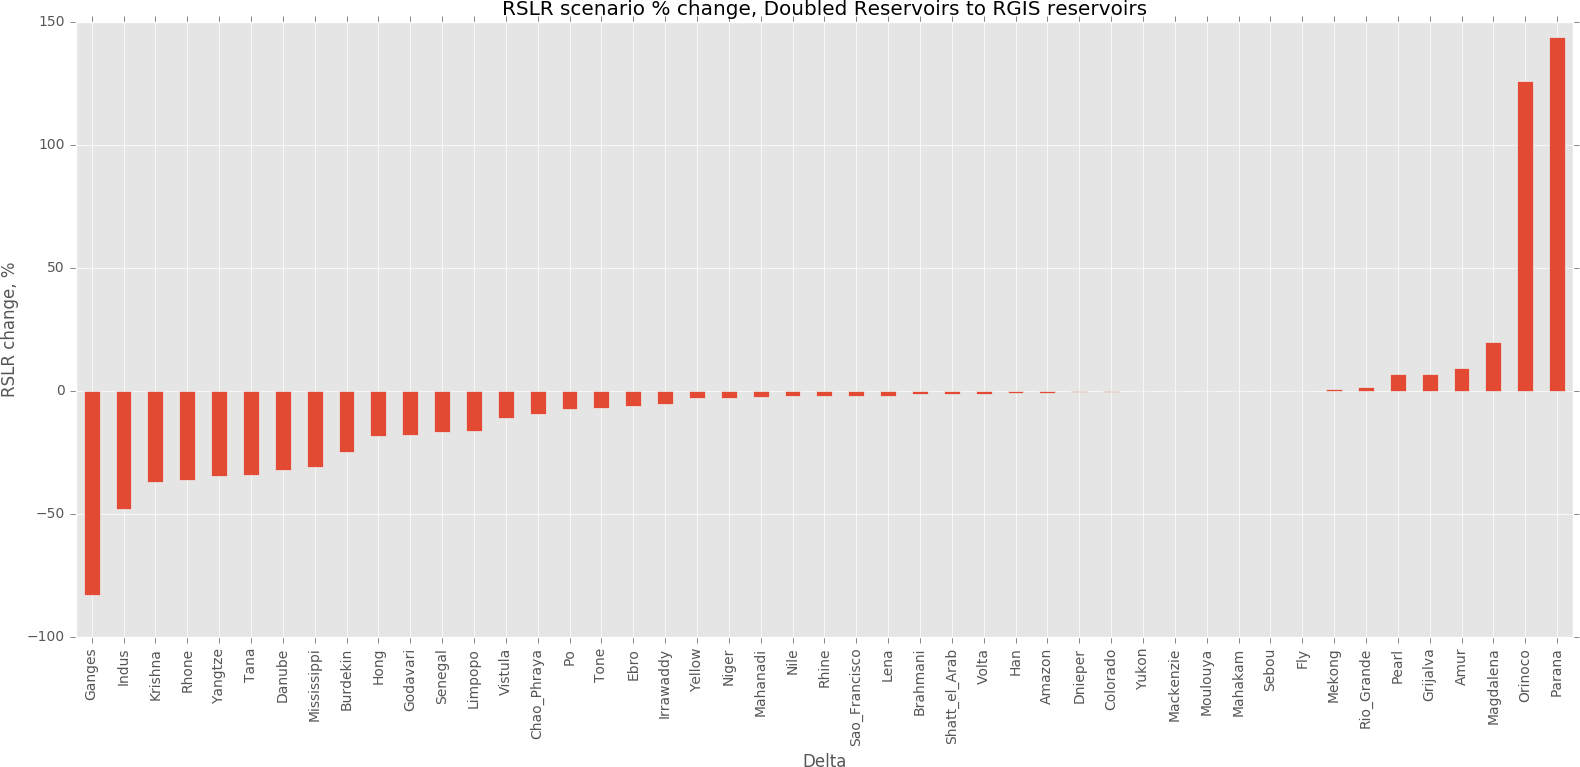 RSLR scenario % change, Doubled Reservoirs to RGIS reservoirs
RSLR change, %
150
100
50
0
−50
−100
Ganges
Indus
Krishna
Rhone
Yangtze
Tana
Danube
Mississippi
Burdekin
Hong
Godavari
Senegal
Limpopo
Vistula
Chao_Phraya
Po
Tone
Ebro
Irrawaddy
Yellow
Niger
Mahanadi
Nile
Rhine
Sao_Francisco
Lena
Brahmani
Shatt_el_Arab
Volta
Han
Amazon
Dnieper
Colorado
Yukon
Mackenzie
Moulouya
Mahakam
Sebou
Fly
Mekong
Rio_Grande
Pearl
Grijalva
Amur
Magdalena
Orinoco
Parana
Delta